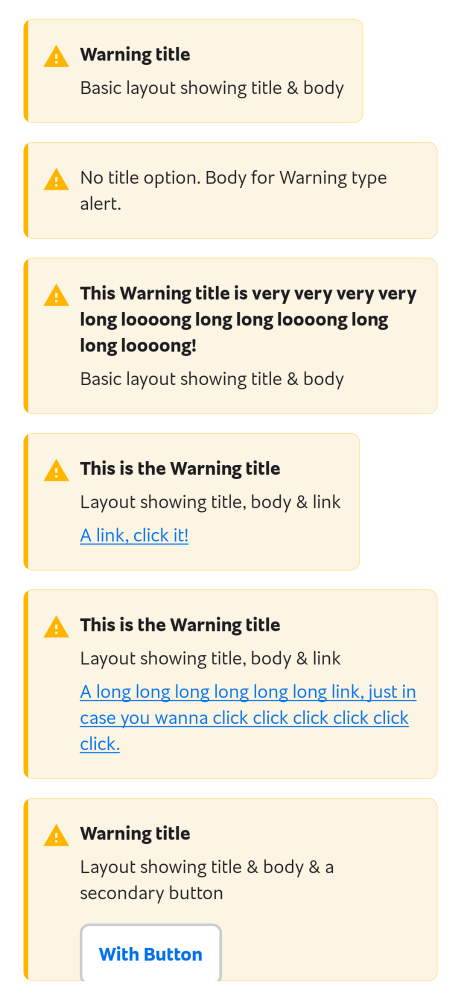 Warning title
Basic layout showing title & body
No title option. Body for Warning type
alert.
This Warning title is very very very very
long loooong long long loooong long
long loooong!
Basic layout showing title & body
This is the Warning title
Layout showing title, body & link
A link, click it!
This is the Warning title
Layout showing title, body & link
A long long long long long long link, just in
case you wanna click click click click click
click.
Warning title
Layout showing title & body & a
secondary button
With Button